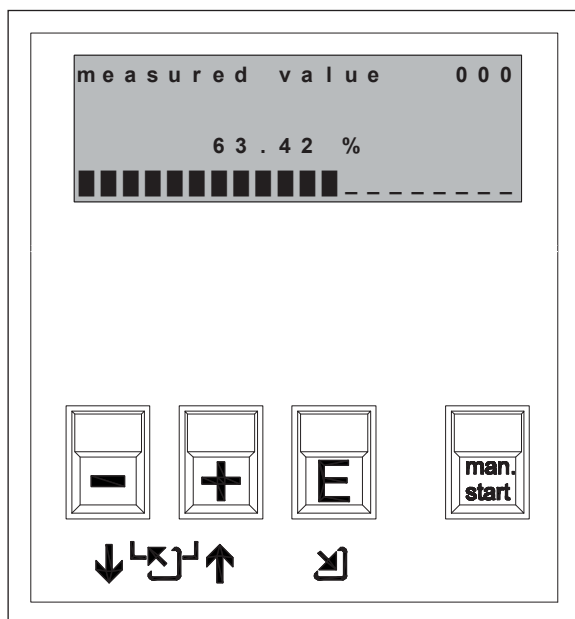 measured value 000
63.42 %
- + E man. start